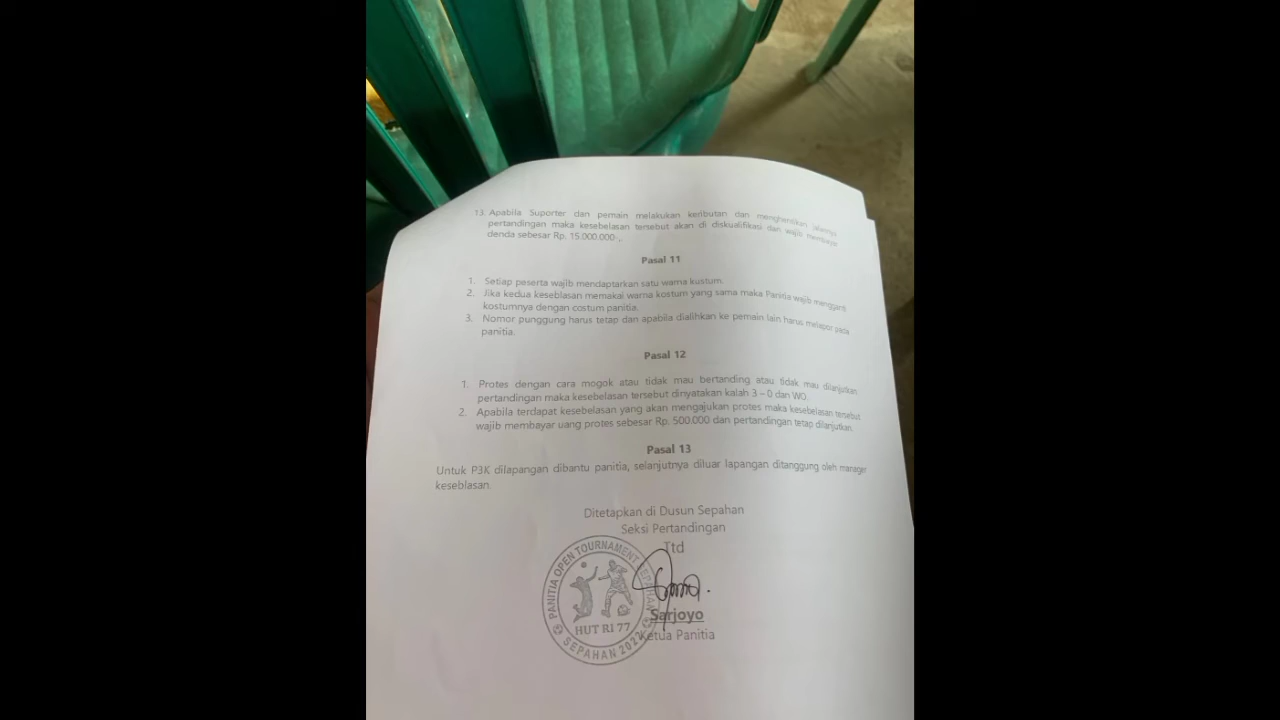 13. Apabila Suporter dan pemain melakukan keributan dan menghentikan jalannya
pertandingan maka kesebelasan tersebut akan di diskualifikasi dan wajib membayar
denda sebesar Rp. 15.000.000-,.
Pasal 11
1. Setiap peserta wajib mendaptarkan satu warna kustum.
2. Jika kedua keseblasan memakai warna kostum yang sama maka Panitia wajib mengganti
kostumnya dengan costum panitia.
3. Nomor punggung harus tetap dan apabila dialihkan ke pemain lain harus melapor pada
panitia.
Pasal 12
1. Protes dengan cara mogok atau tidak mau bertanding atau tidak mau dilanjutkan
pertandingan maka kesebelasan tersebut dinyatakan kalah 3 – 0 dan WO.
2. Apabila terdapat kesebelasan yang akan mengajukan protes maka kasebelasan tersebut
wajib membayar uang protes sebesar Rp. 500.000 dan pertandingan tetap dilanjutkan.
Pasal 13
Untuk P3K dilapangan dibantu panitia, selanjutnya diluar lapangan ditanggung oleh manager
keseblasan.
Ditetapkan di Dusun Sepahan
Seksi Pertandingan
Ttd
PANITIA OPEN TOURNAMENT SEPAHAN
HUT RI 77
SEPAHAN 2022
Sarjoyo
Ketua Panitia